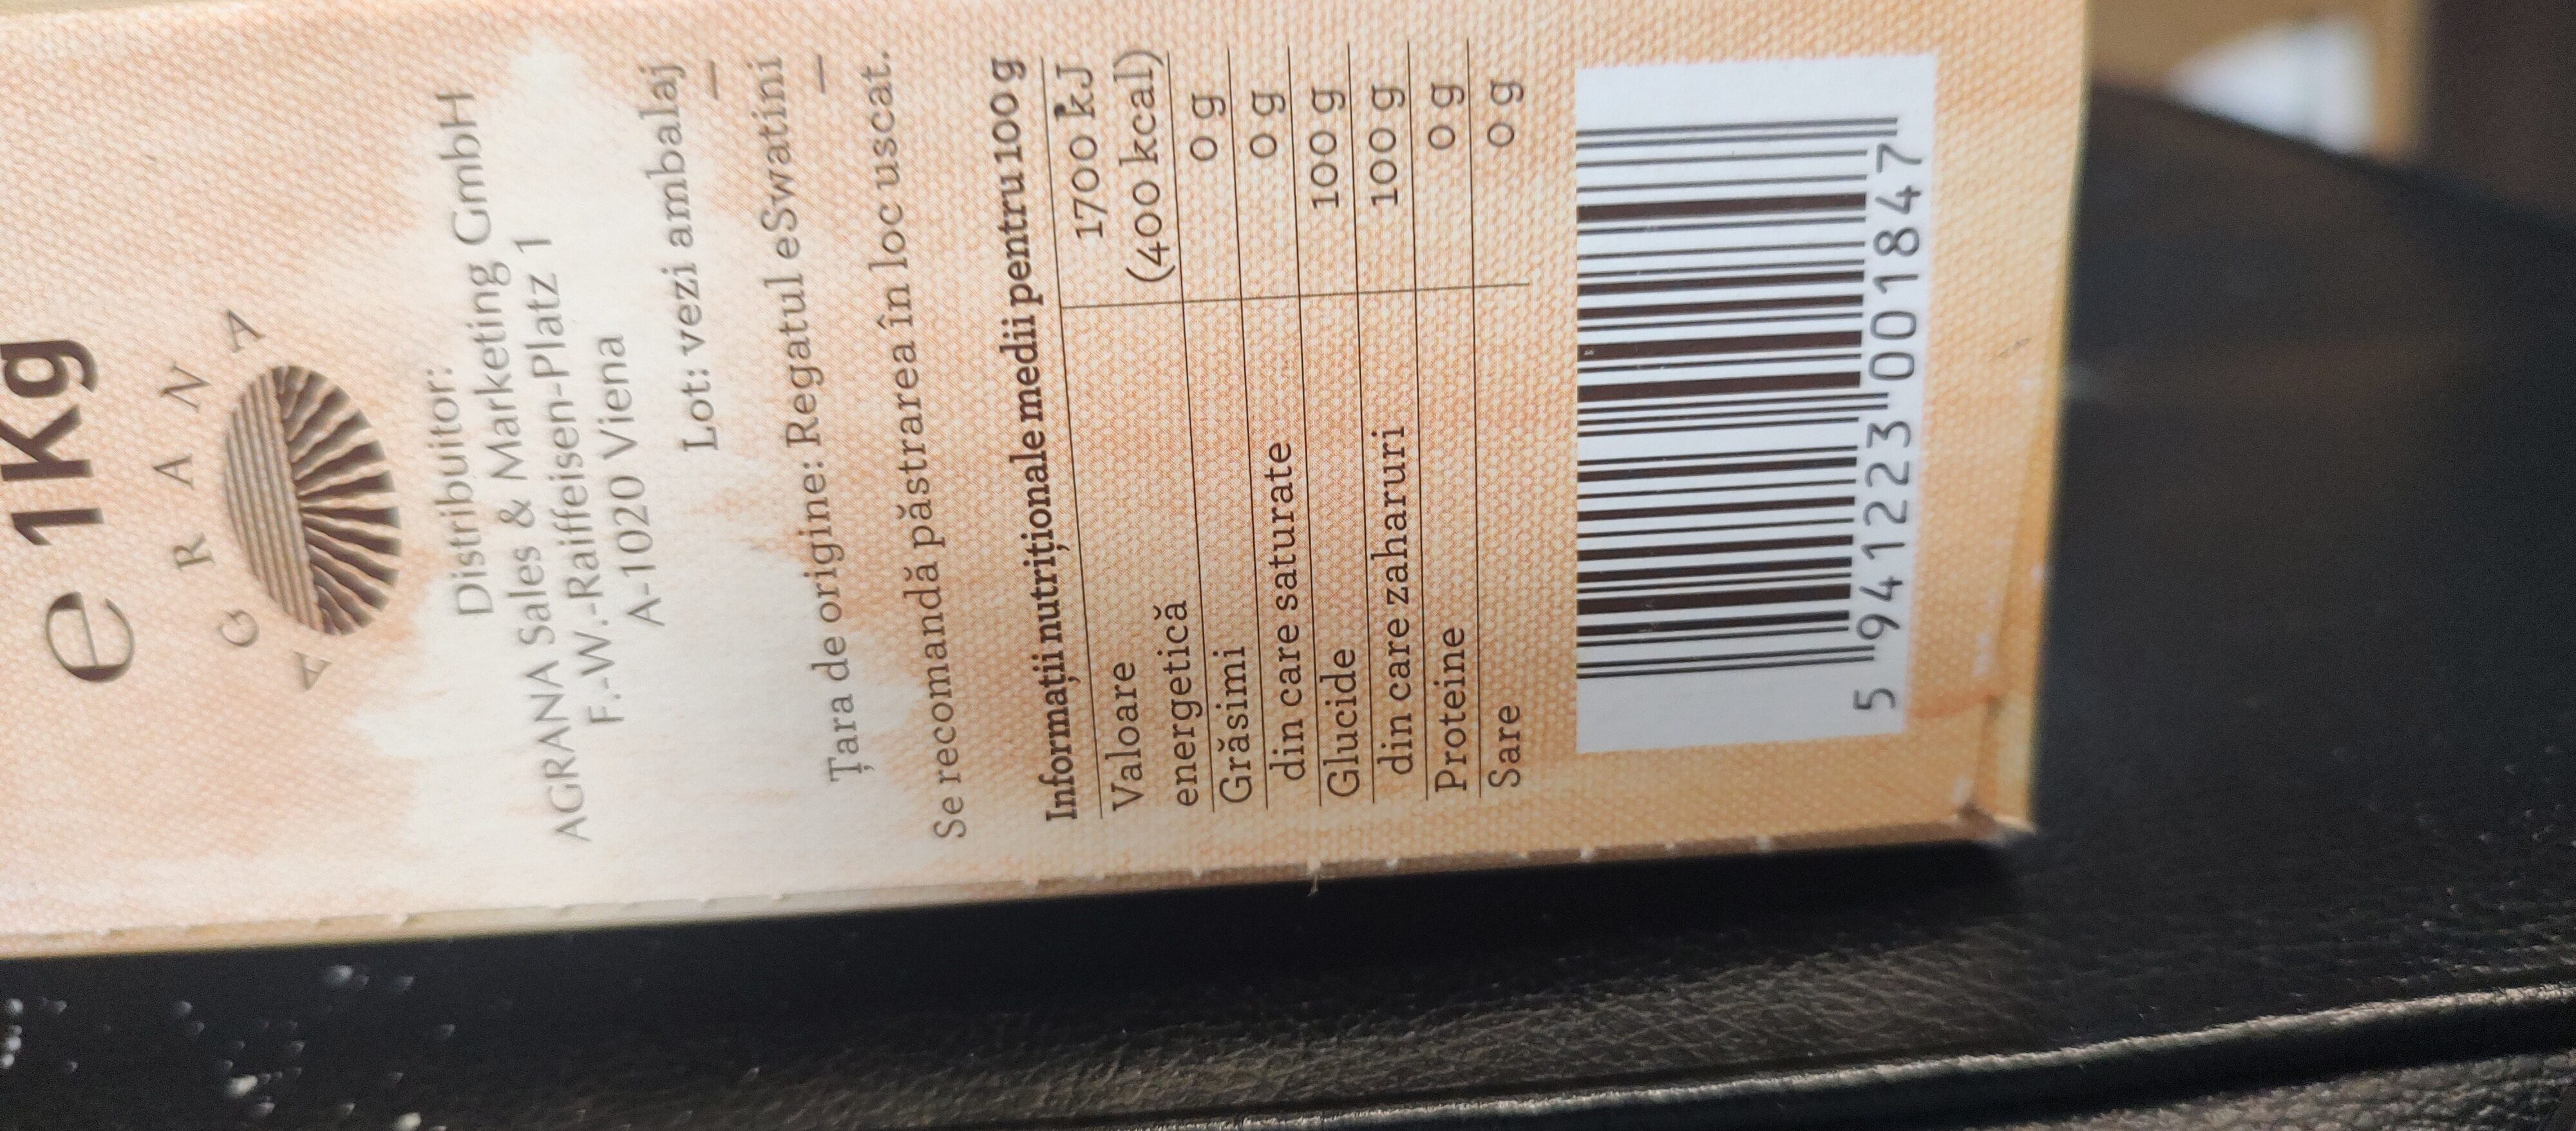 e 1Kg
AGRANA
Distribuitor:
AGRANA Sales & Marketing GmbH
F.-W.-Raiffeisen-Platz 1
A-1020 Viena
Lot: vezi ambalaj
Țara de origine: Regatul eSwatini
Se recomandă păstrarea în loc uscat.
Informații nutriționale medii pentru 100 g
Valoare energetică 1700 kJ (400 kcal)
Grăsimi 0 g
din care saturate 0 g
Glucide 100 g
din care zaharuri 100 g
Proteine 0 g
Sare 0 g
5 941223 001847